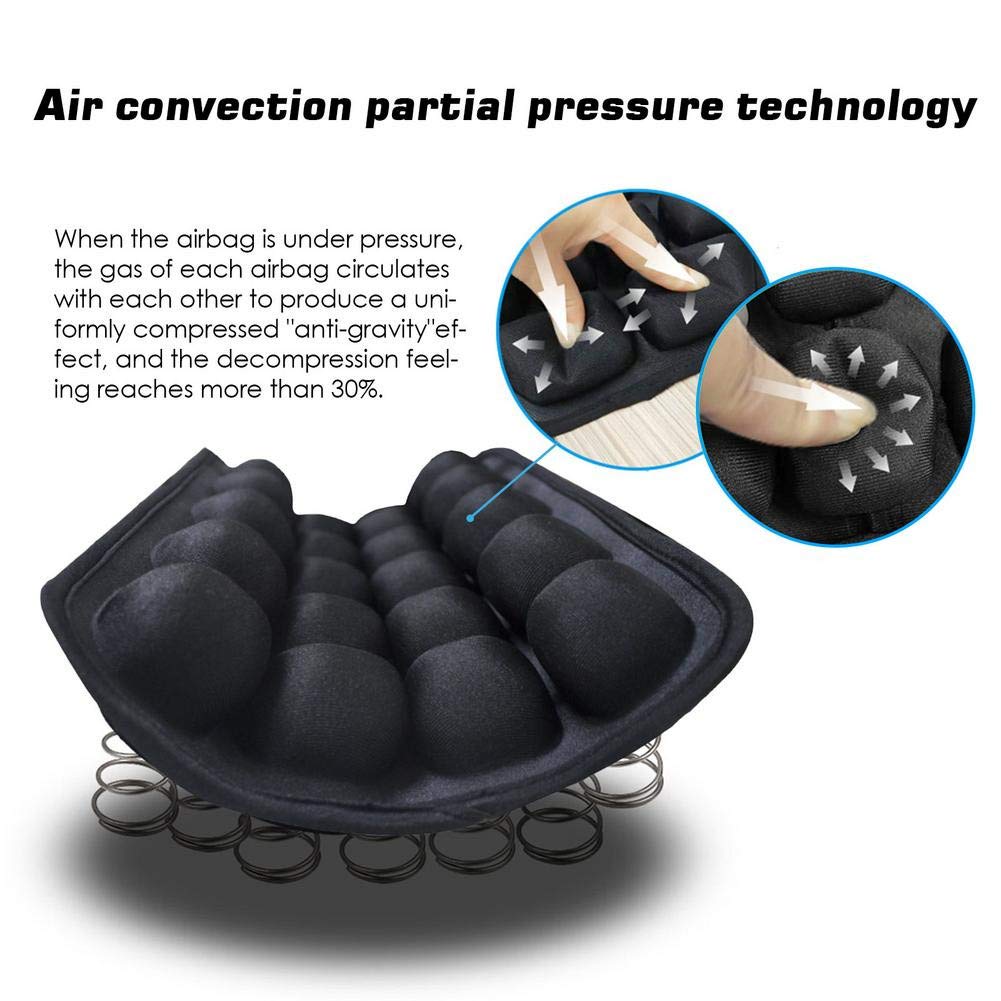 Air convection partial pressure technology
When the airbag is under pressure,
the gas of each airbag circulates
with each other to produce a uni-
formly compressed "anti-gravity"ef-
fect, and the decompression feel-
ing reaches more than 30%.